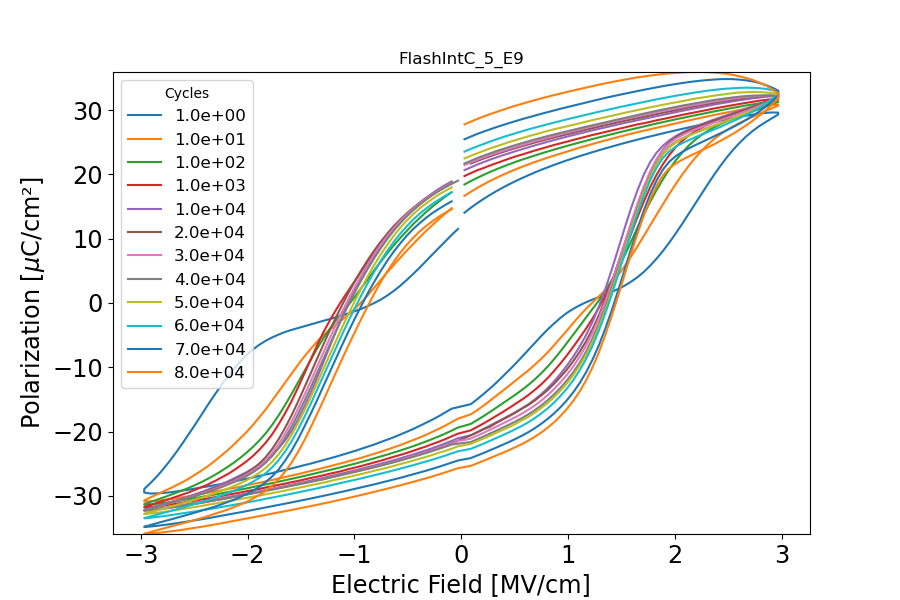 FlashIntC_5_E9
Polarization [μC/cm²]
30
20
10
0
−10
−20
−30
Cycles
1.0e+00
1.0e+01
1.0e+02
1.0e+03
1.0e+04
2.0e+04
3.0e+04
4.0e+04
5.0e+04
6.0e+04
7.0e+04
8.0e+04
−3 −2 −1 0 1 2 3
Electric Field [MV/cm]